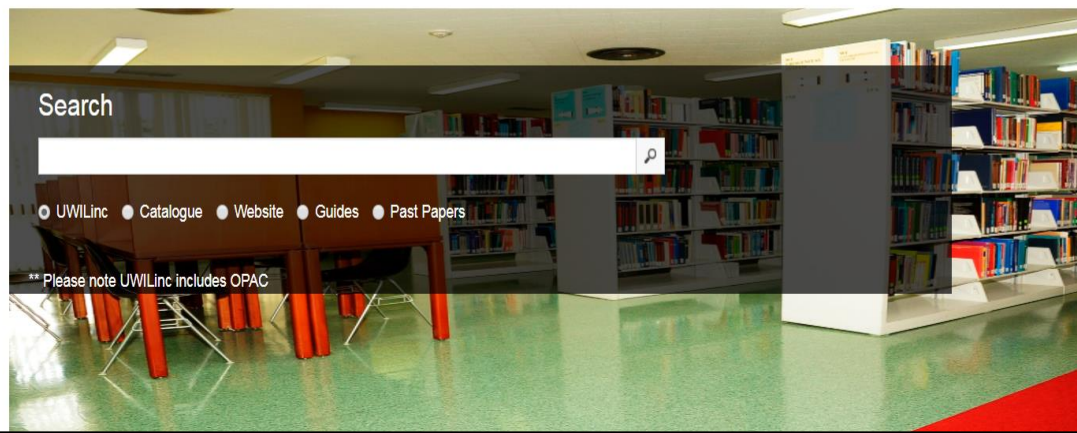 Search
UWILinc Catalogue Website Guides Past Papers
** Please note UWILinc includes OPAC